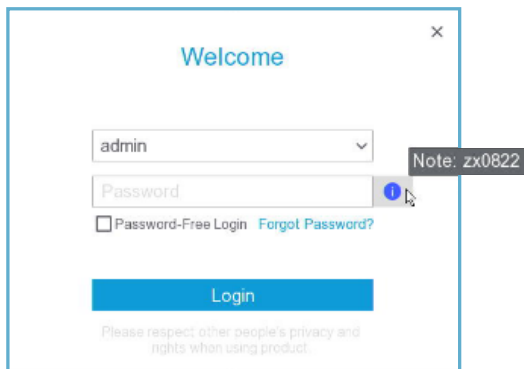 Welcome
admin
Note: zx0822
Password
Password-Free Login Forgot Password?
Login
Please respect other people's privacy and
rights when using product.